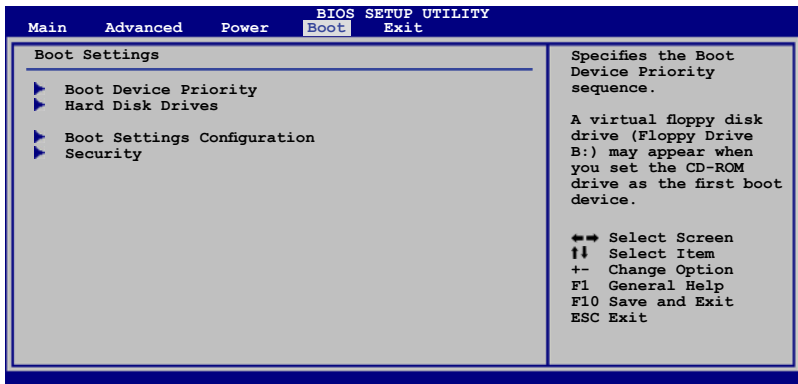 BIOS SETUP UTILITY
Main Advanced Power Boot Exit
Boot Settings
Boot Device Priority
Hard Disk Drives
Boot Settings Configuration
Security
Specifies the Boot
Device Priority
sequence.
A virtual floppy disk
drive (Floppy Drive
B:) may appear when
you set the CD-ROM
drive as the first boot
device.
←→ Select Screen
↑↓ Select Item
+- Change Option
F1 General Help
F10 Save and Exit
ESC Exit